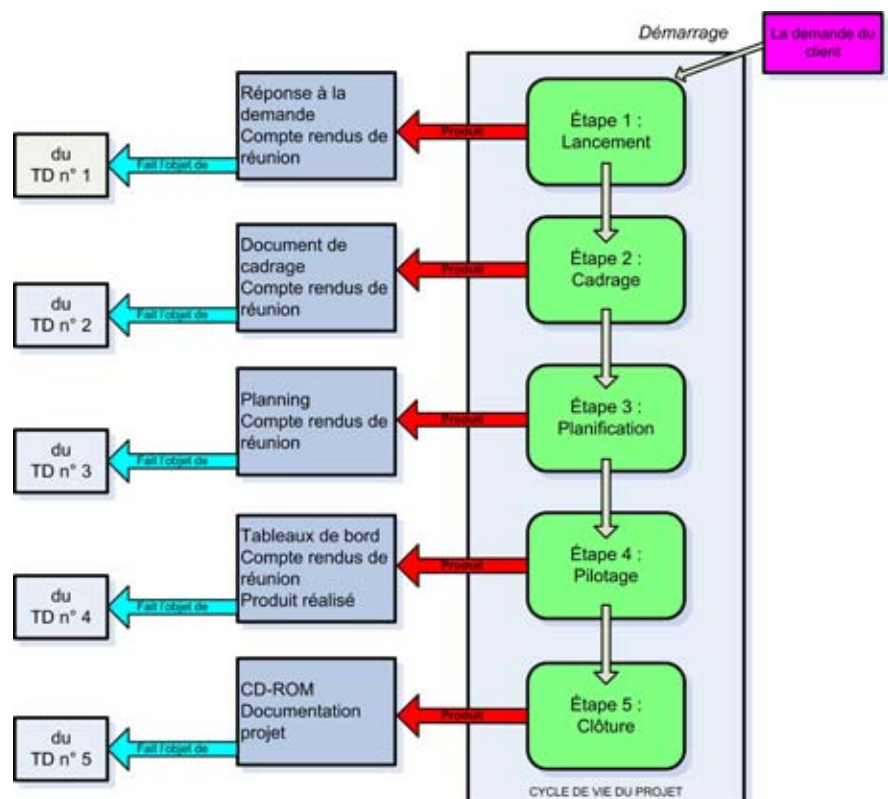 Démarrage
La demande du
client
Réponse à la
demande
Compte rendus de
réunion
Produit
Étape 1 :
Lancement
du
TD n° 1
Fait l'objet de
Document de
cadrage
Compte rendus de
réunion
Produit
Étape 2 :
Cadrage
du
TD n° 2
Fait l'objet de
Planning
Compte rendus de
réunion
Produit
Étape 3 :
Planification
du
TD n° 3
Fait l'objet de
Tableaux de bord
Compte rendus de
réunion
Produit réalisé
Produit
Étape 4 :
Pilotage
du
TD n° 4
Fait l'objet de
CD-ROM
Documentation
projet
Produit
Étape 5 :
Clôture
du
TD n° 5
Fait l'objet de
CYCLE DE VIE DU PROJET